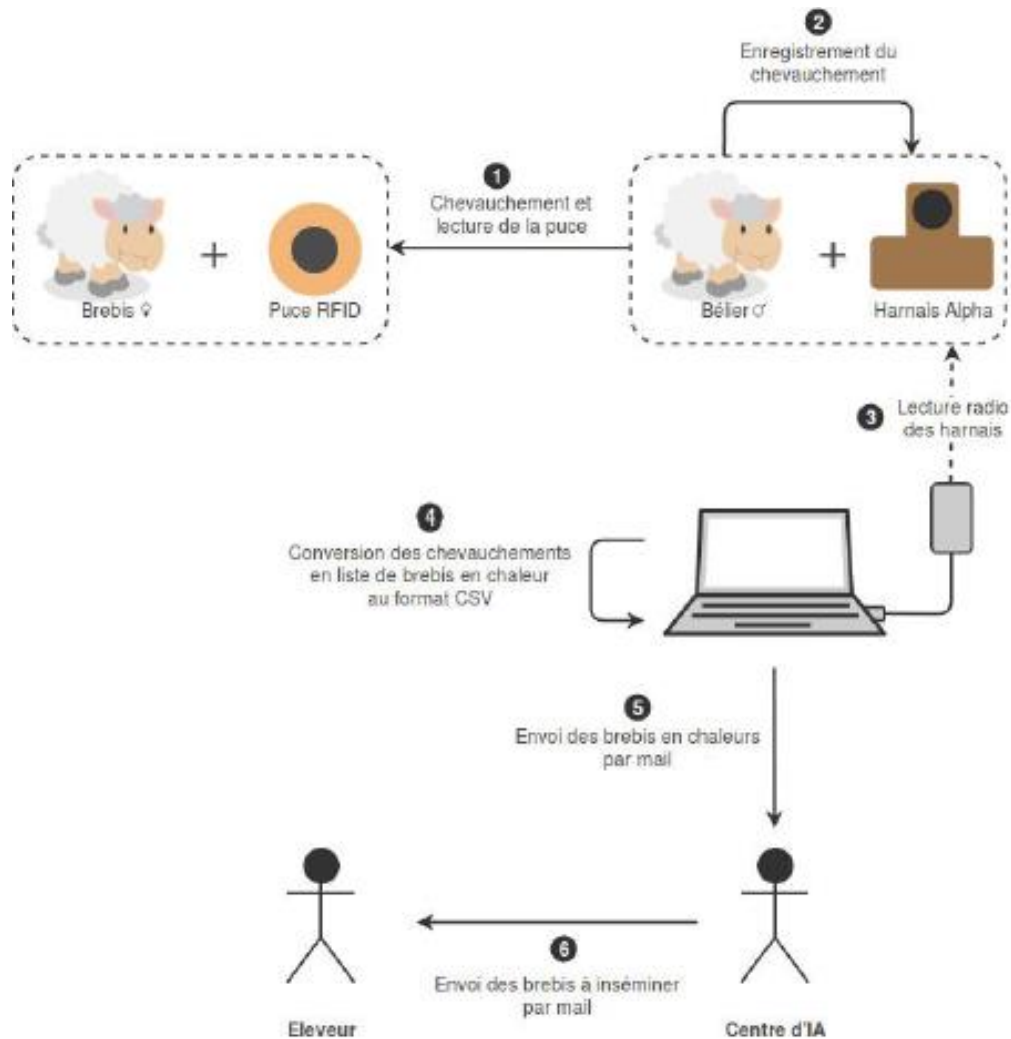 2
Enregistrement du
chevauchement
1
Chevauchement et
lecture de la puce
+
+
Brebis ♀
Puce RFID
Bélier ♂
Harnais Alpha
3
Lecture radio
des harnais
4
Conversion des chevauchements
en liste de brebis en chaleur
au format CSV
5
Envoi des brebis en chaleurs
par mail
6
Envoi des brebis à inséminer
par mail
Eleveur
Centre d'IA